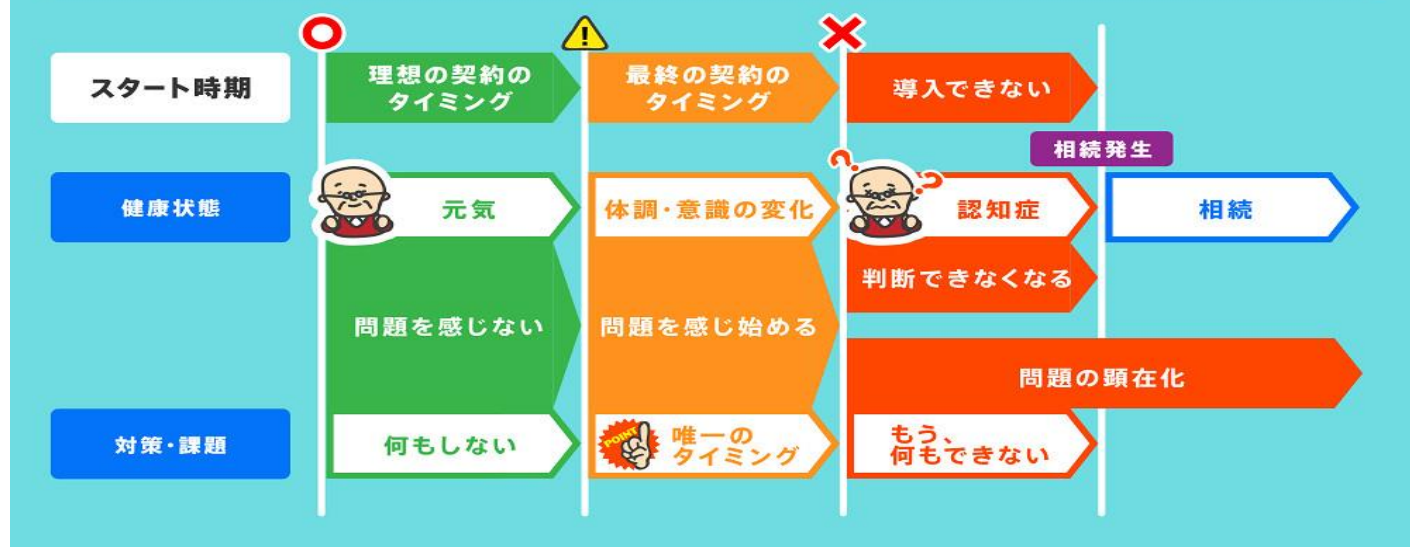 スタート時期
理想の契約の
タイミング
最終の契約の
タイミング
導入できない
相続発生
健康状態
元気
体調・意識の変化
認知症
相続
判断できなくなる
問題を感じない
問題を感じ始める
問題の顕在化
対策・課題
何もしない
POINT
唯一の
タイミング
もう、
何もできない